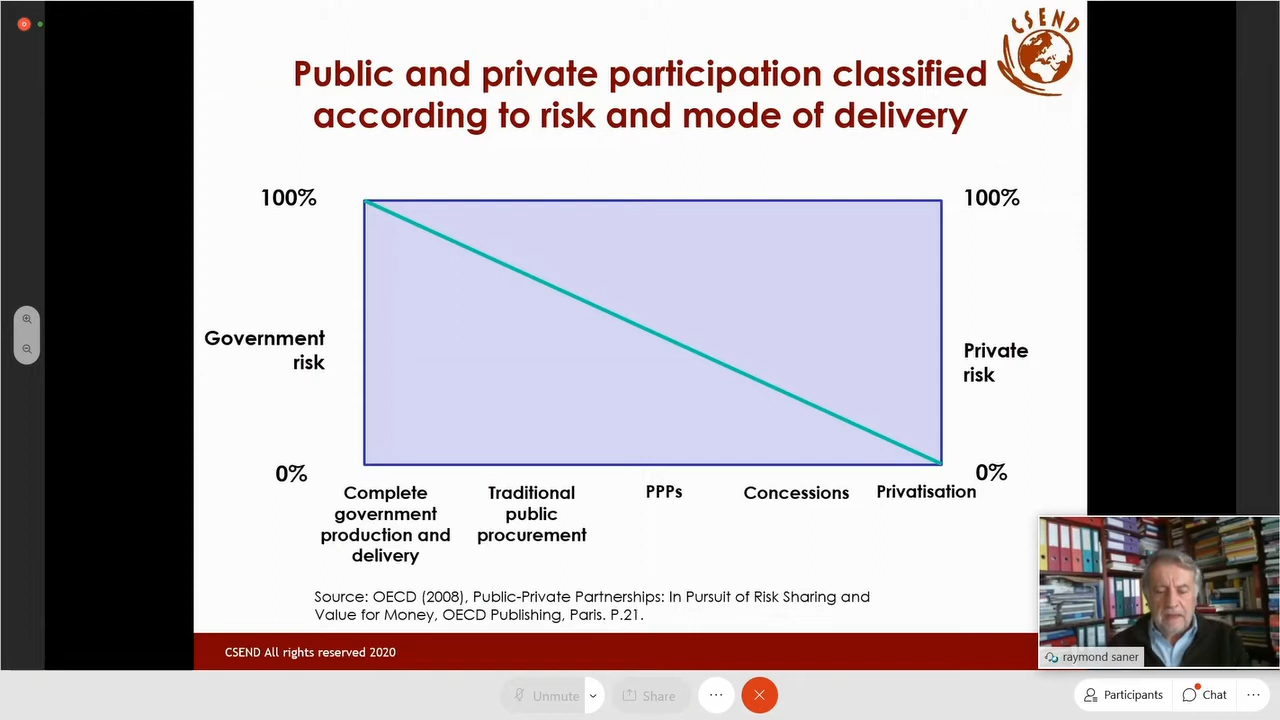 CSEND
Public and private participation classified
according to risk and mode of delivery
100%
100%
Government
risk
Private
risk
0%
0%
Complete
government
production and
delivery
Traditional
public
procurement
PPPs
Concessions
Privatisation
Source: OECD (2008), Public-Private Partnerships: In Pursuit of Risk Sharing and
Value for Money, OECD Publishing, Paris. P.21.
CSEND All rights reserved 2020
raymond saner
Unmute
Share
Participants
Chat